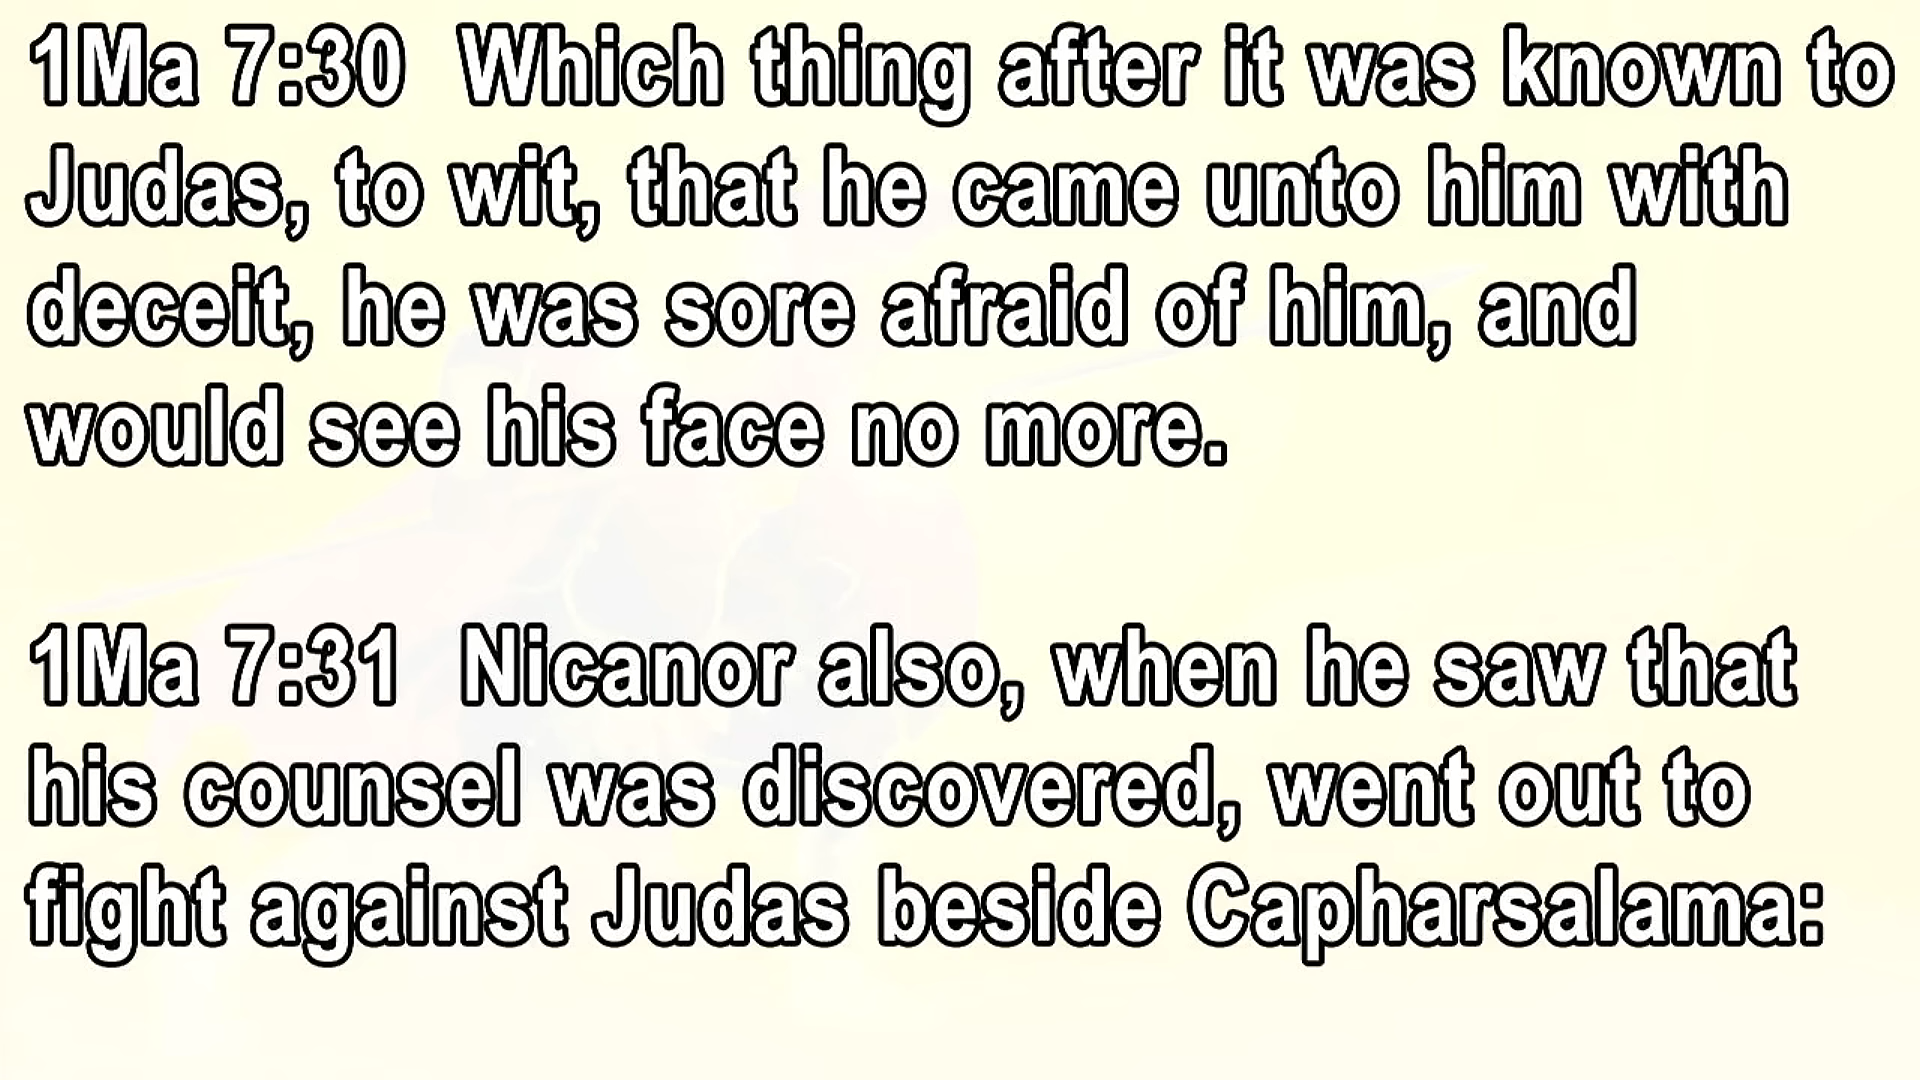 1Ma 7:30  Which thing after it was known to
Judas, to wit, that he came unto him with
deceit, he was sore afraid of him, and
would see his face no more.
1Ma 7:31  Nicanor also, when he saw that
his counsel was discovered, went out to
fight against Judas beside Capharsalama: